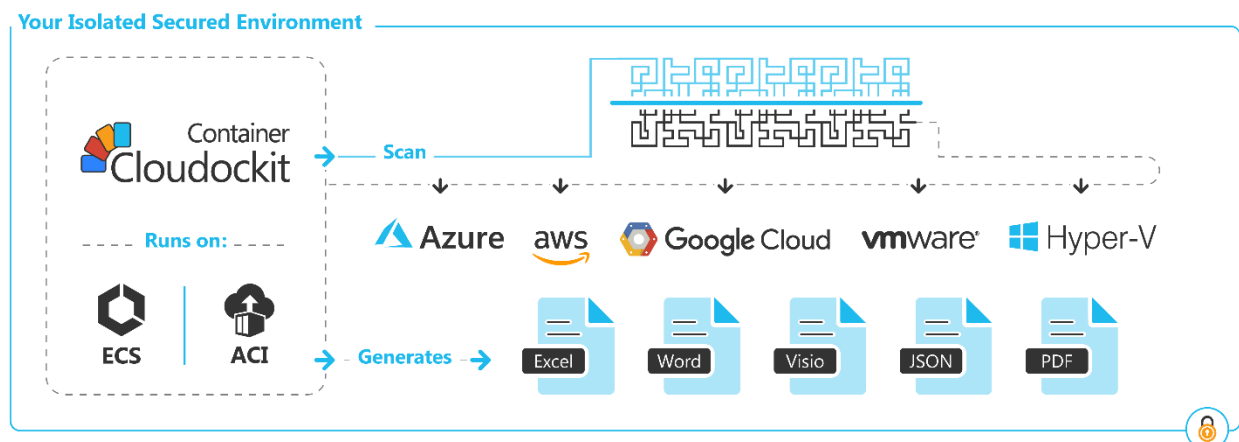 Your Isolated Secured Environment
Container
Cloudockit
Scan
Runs on:
Azure
aws
Google Cloud
vmware®
Hyper-V
ECS
ACI
Generates
Excel
Word
Visio
JSON
PDF